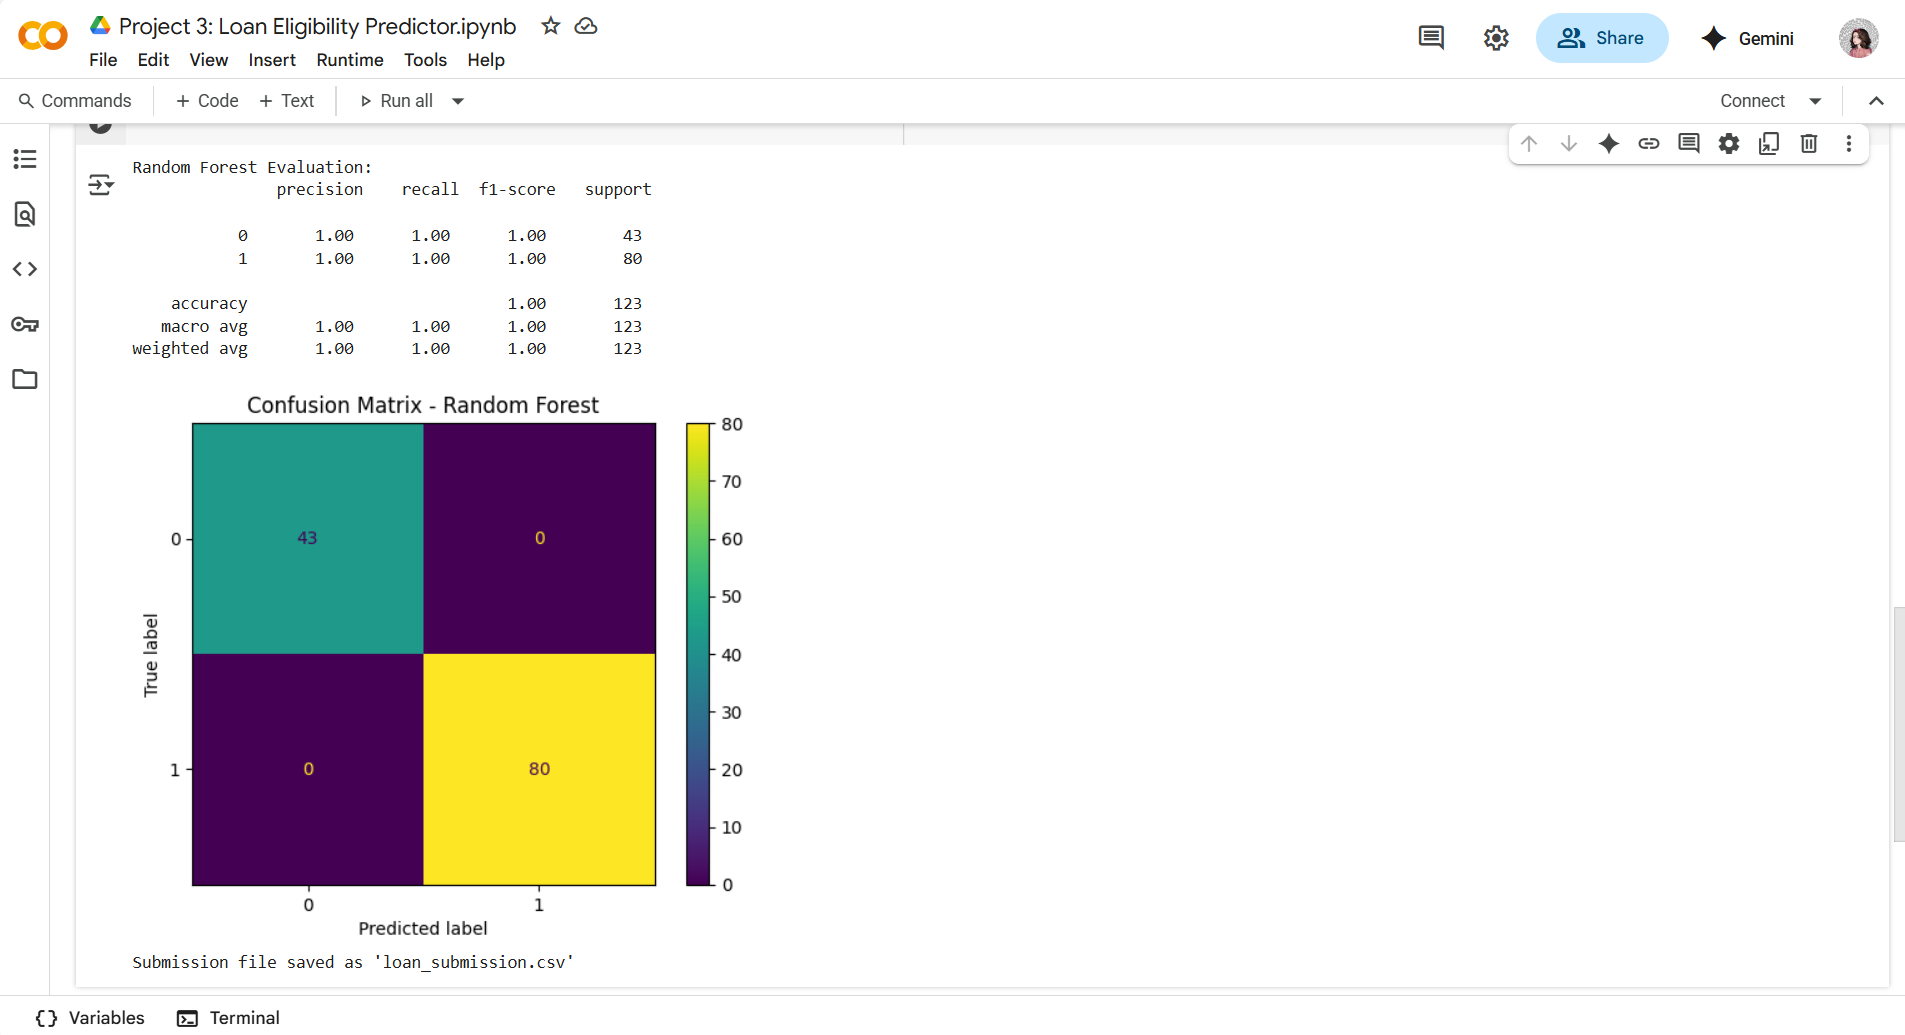 Project 3: Loan Eligibility Predictor.ipynb
File Edit View Insert Runtime Tools Help
Share
Gemini
Commands + Code + Text Run all
Connect
Random Forest Evaluation:
precision recall f1-score support
0 1.00 1.00 1.00 43
1 1.00 1.00 1.00 80
accuracy 1.00 123
macro avg 1.00 1.00 1.00 123
weighted avg 1.00 1.00 1.00 123
Confusion Matrix - Random Forest
80
70
60
50
40
30
20
10
0
True label
0
1
43 0
0 80
0 1
Predicted label
Submission file saved as 'loan_submission.csv'
{} Variables Terminal